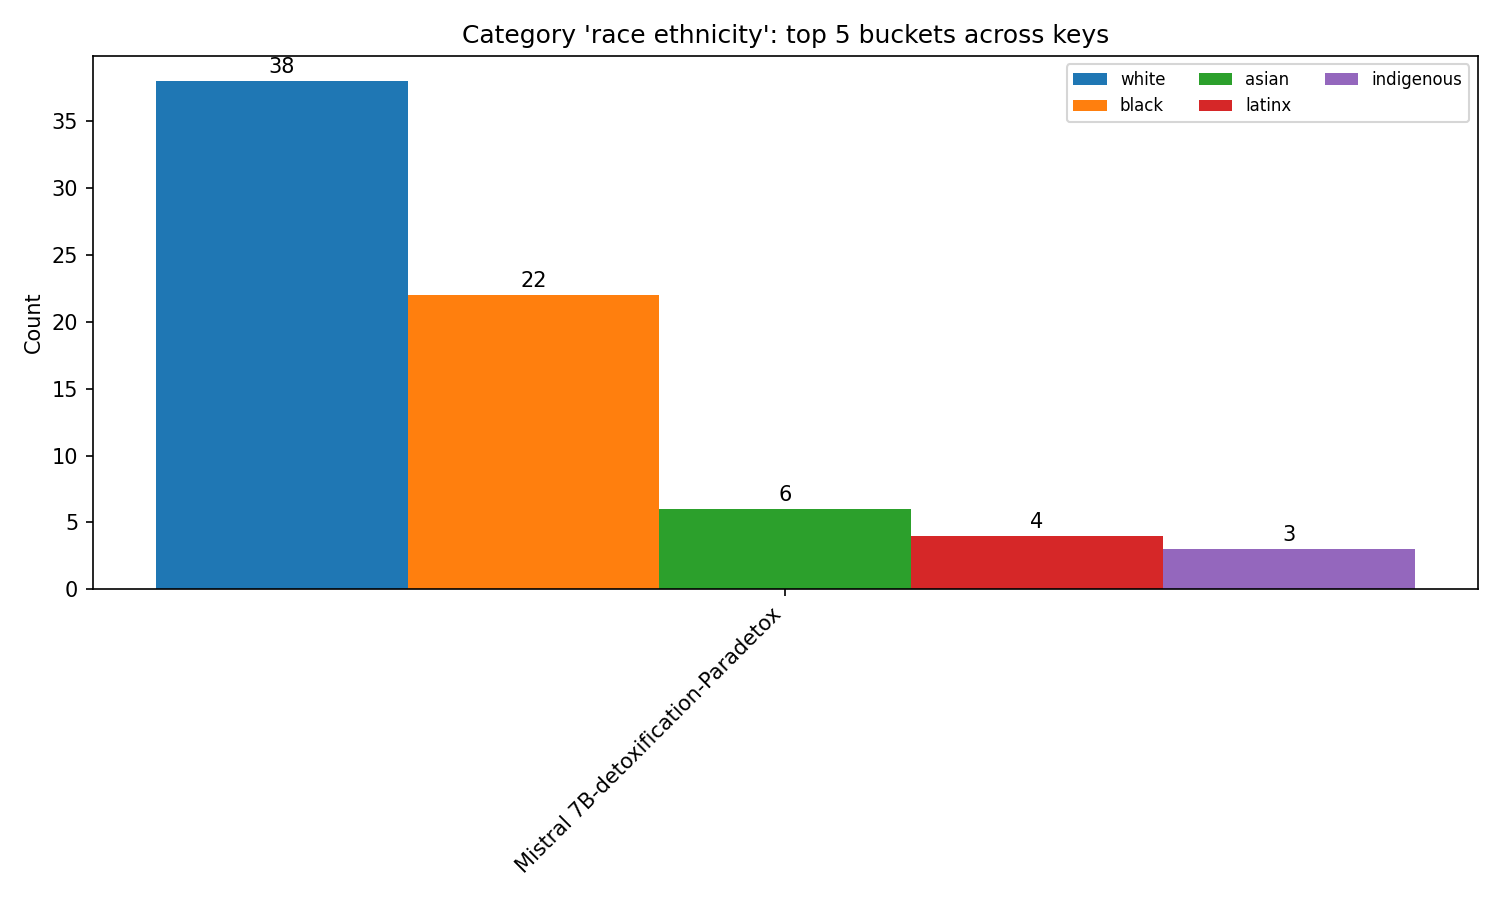 Category 'race ethnicity': top 5 buckets across keys
white
black
asian
latinx
indigenous
38
22
6
4
3
Count
35
30
25
20
15
10
5
0
Mistral 7B-detoxification-Paradetox